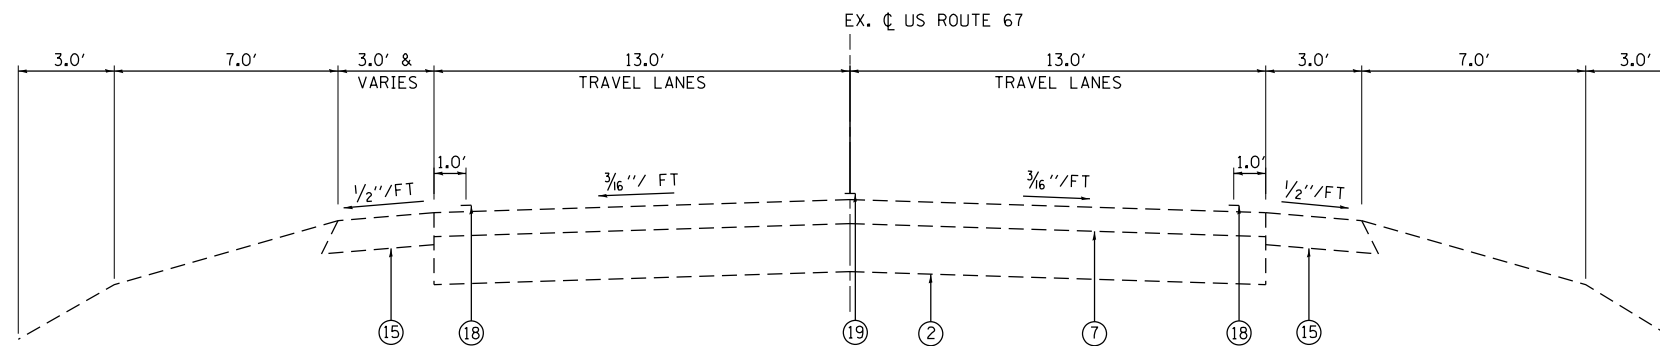 EX. ℄ US ROUTE 67
3.0' 7.0' 3.0' & 13.0' 13.0' 3.0' 7.0' 3.0'
VARIES TRAVEL LANES TRAVEL LANES
1.0' 1.0'
1/2''/FT 3/16''/ FT 3/16''/FT 1/2''/FT
15 18 19 2 7 18 15